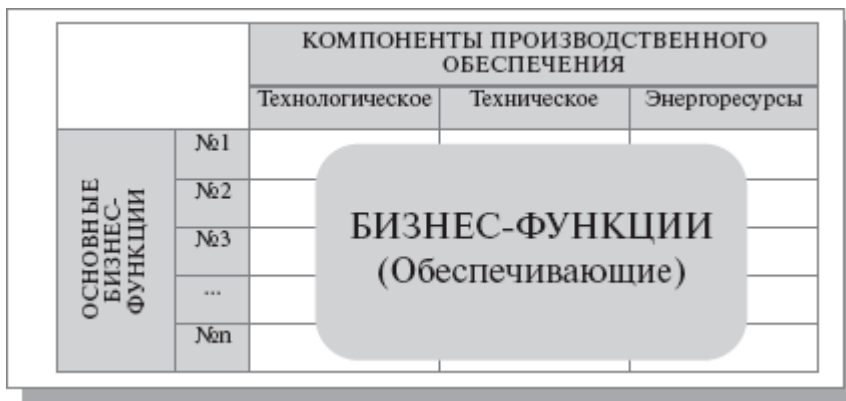 КОМПОНЕНТЫ ПРОИЗВОДСТВЕННОГО
ОБЕСПЕЧЕНИЯ
Технологическое Техническое Энергоресурсы
ОСНОВНЫЕ
БИЗНЕС-
ФУНКЦИИ
№1
№2
№3
...
№n
БИЗНЕС-ФУНКЦИИ
(Обеспечивающие)